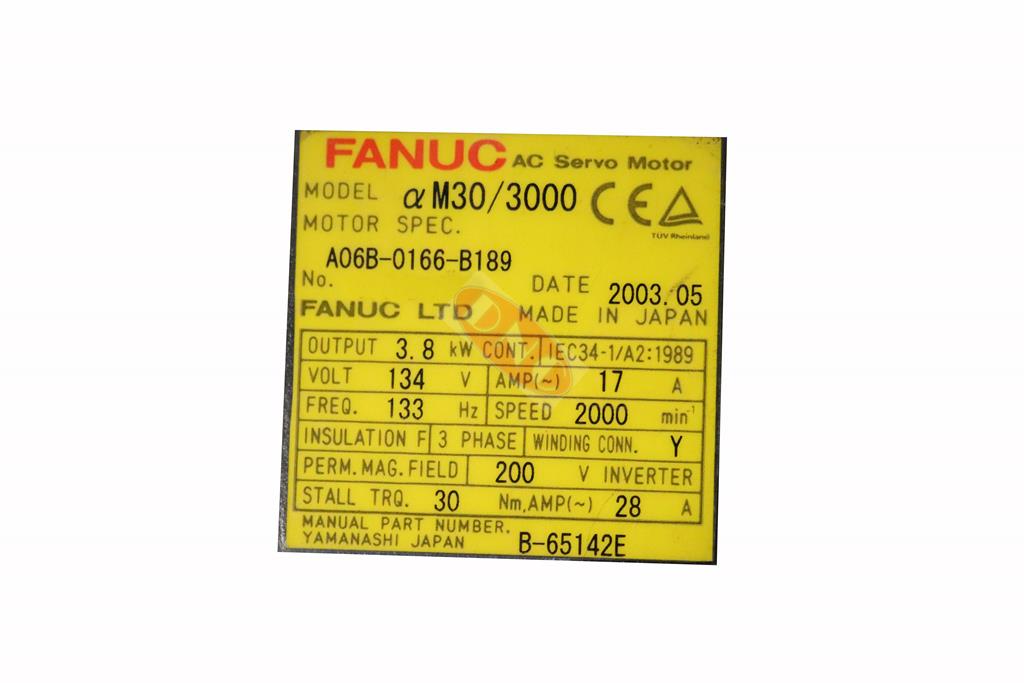 FANUC AC Servo Motor
MODEL αM30/3000 CE
MOTOR SPEC.
TÜV Rheinland
A06B-0166-B189
No. DATE 2003.05
FANUC LTD MADE IN JAPAN
OUTPUT 3.8 kW CONT. IEC34-1/A2:1989
VOLT 134 V AMP(~) 17 A
FREQ. 133 Hz SPEED 2000 min⁻¹
INSULATION F 3 PHASE WINDING CONN. Y
PERM.MAG.FIELD 200 V INVERTER
STALL TRQ. 30 Nm,AMP(~) 28 A
MANUAL PART NUMBER.
YAMANASHI JAPAN B-65142E